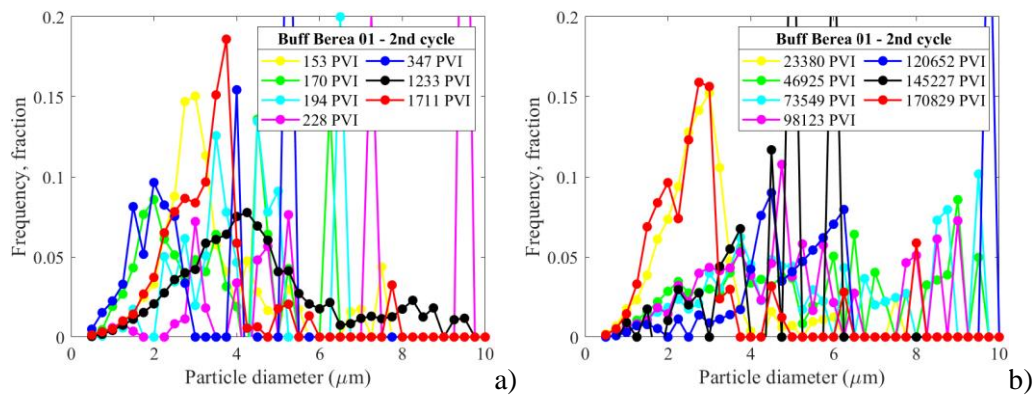 0.2
0.15
0.1
0.05
0
Frequency, fraction
Buff Berea 01 - 2nd cycle
153 PVI 347 PVI
170 PVI 1233 PVI
194 PVI 1711 PVI
228 PVI
0 2 4 6 8 10
Particle diameter (μm)
a)
0.2
0.15
0.1
0.05
0
Frequency, fraction
Buff Berea 01 - 2nd cycle
23380 PVI 120652 PVI
46925 PVI 145227 PVI
73549 PVI 170829 PVI
98123 PVI
0 2 4 6 8 10
Particle diameter (μm)
b)